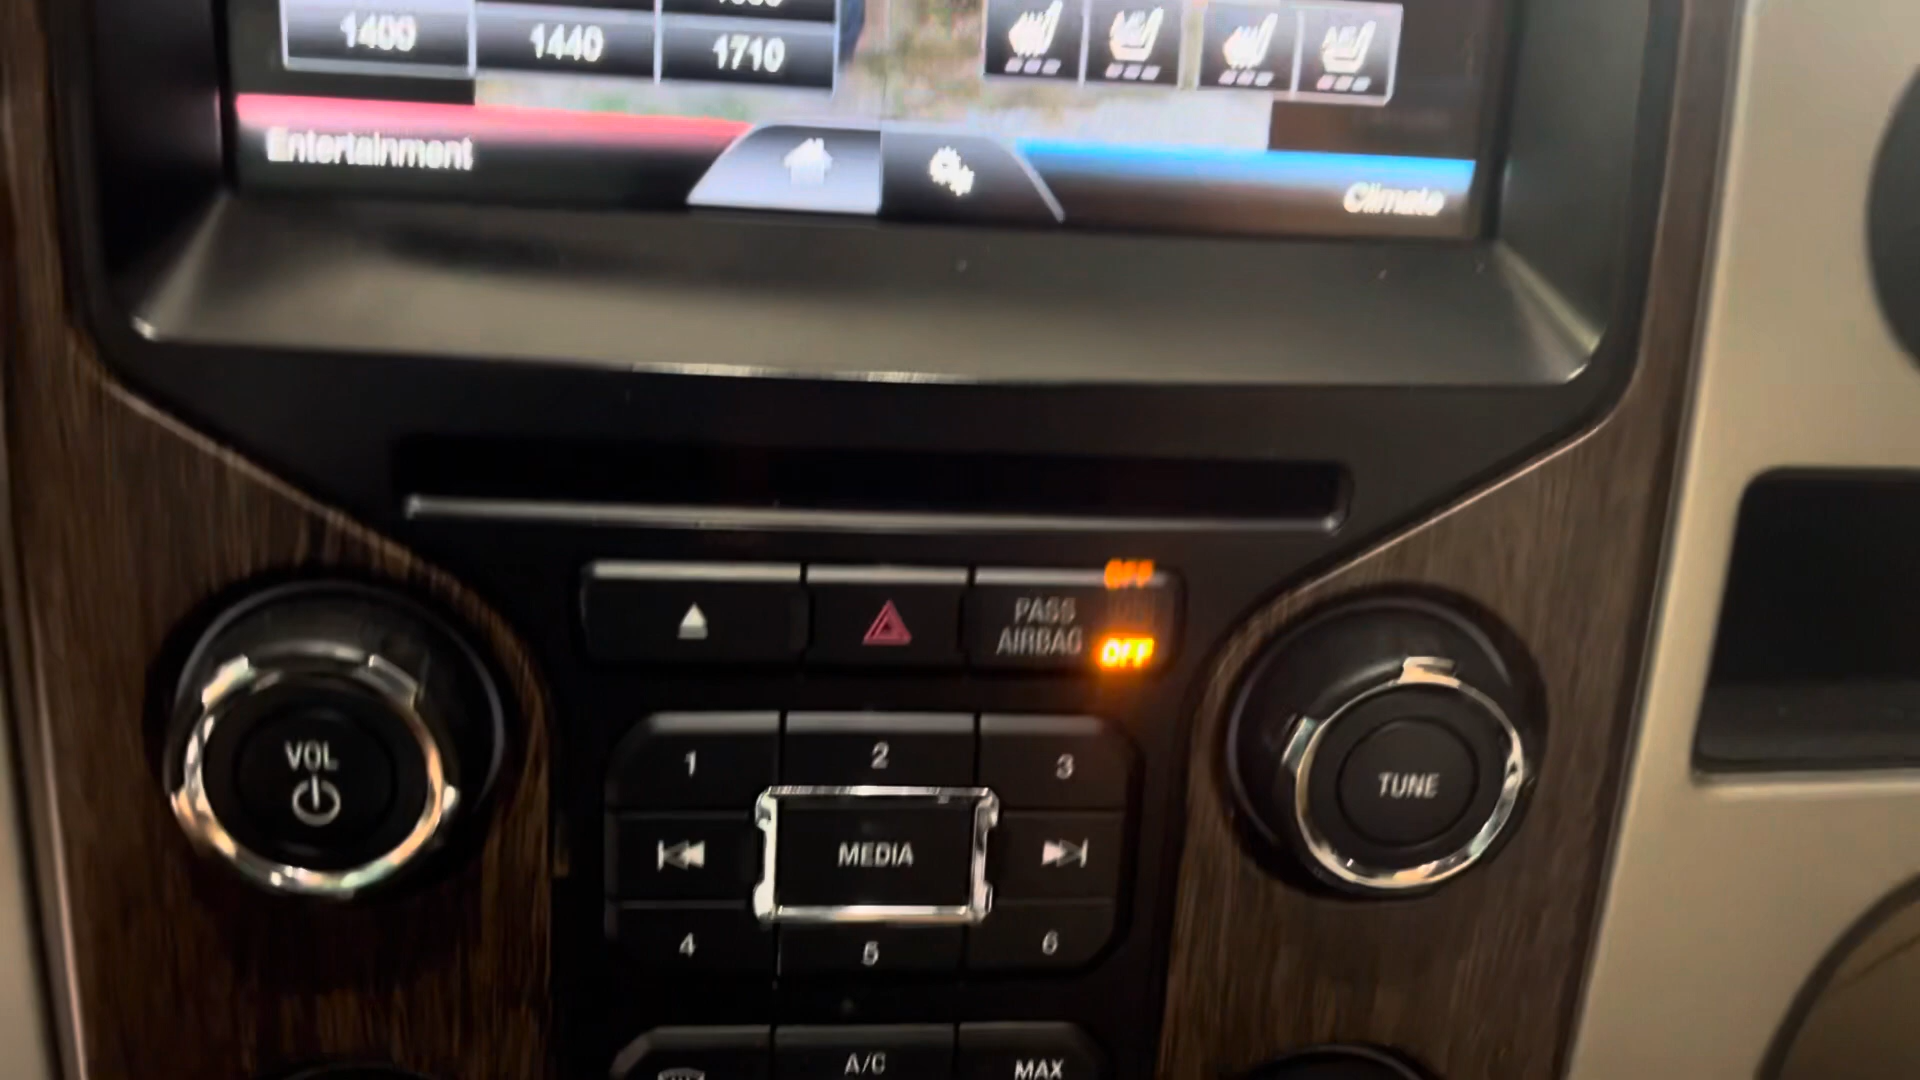 1400 1440 1710
Entertainment
Climate
OFF
PASS
AIRBAG OFF
VOL
1 2 3
TUNE
MEDIA
4 5 6
A/C MAX